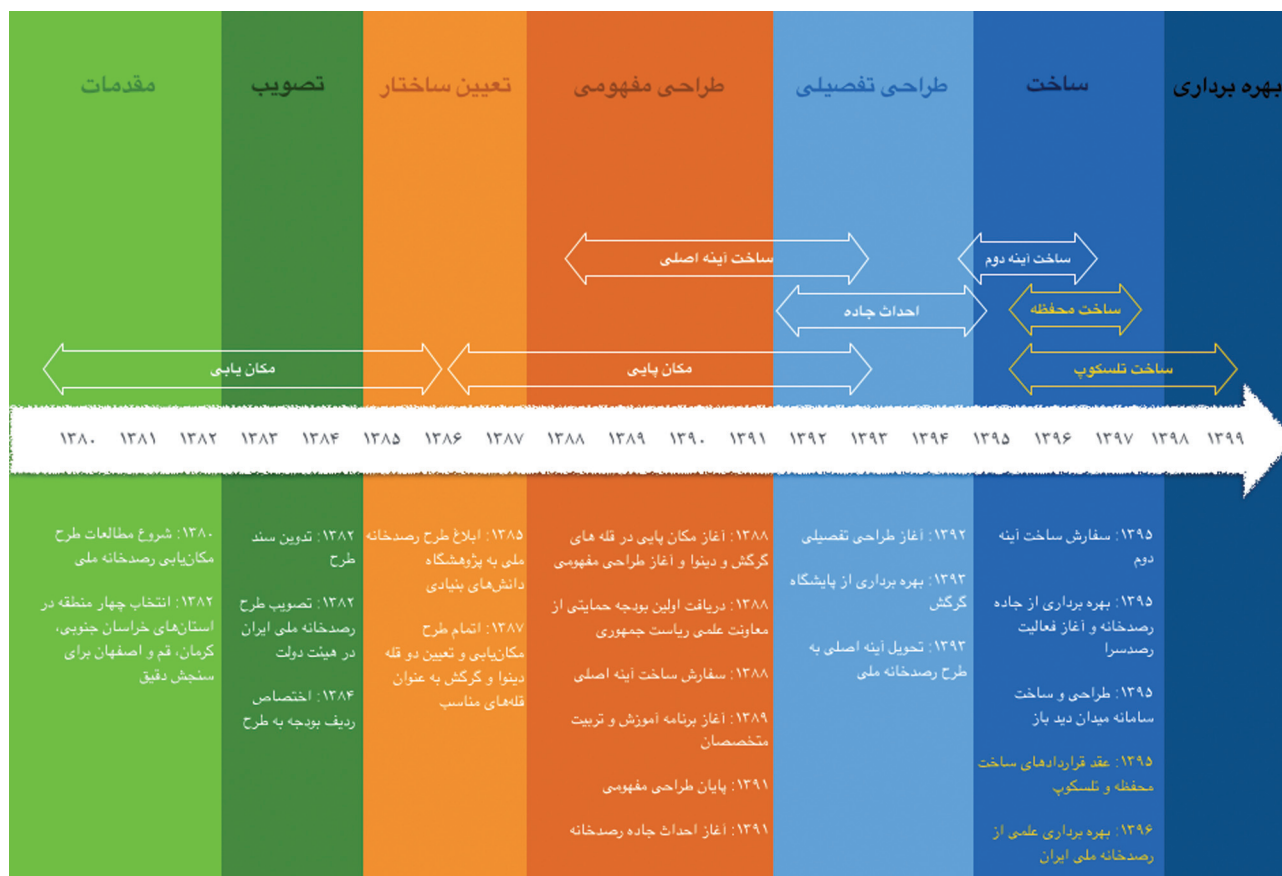 مقدمات
تصویب
تعیین ساختار
طراحی مفهومی
طراحی تفصیلی
ساخت
بهره برداری
ساخت آینه اصلی
ساخت آینه دوم
احداث جاده
ساخت محفظه
مکان یابی
مکان پایی
ساخت تلسکوپ
۱۳۸۰ ۱۳۸۱ ۱۳۸۲ ۱۳۸۳ ۱۳۸۴ ۱۳۸۵ ۱۳۸۶ ۱۳۸۷ ۱۳۸۸ ۱۳۸۹ ۱۳۹۰ ۱۳۹۱ ۱۳۹۲ ۱۳۹۳ ۱۳۹۴ ۱۳۹۵ ۱۳۹۶ ۱۳۹۷ ۱۳۹۸ ۱۳۹۹
۱۳۸۰: شروع مطالعات طرح
مکان‌یابی رصدخانه ملی
۱۳۸۲: انتخاب چهار منطقه در
استان‌های خراسان جنوبی،
کرمان، قم و اصفهان برای
سنجش دقیق
۱۳۸۲: تدوین سند
طرح
۱۳۸۲: تصویب طرح
رصدخانه ملی ایران
در هیئت دولت
۱۳۸۴: اختصاص
ردیف بودجه به طرح
۱۳۸۵: ابلاغ طرح رصدخانه
ملی به پژوهشگاه
دانش‌های بنیادی
۱۳۸۷: اتمام طرح
مکان‌یابی و تعیین دو قله
دینوا و گرگش به عنوان
قله‌های مناسب
۱۳۸۸: آغاز مکان پایی در قله های
گرگش و دینوا و آغاز طراحی مفهومی
۱۳۸۸: دریافت اولین بودجه حمایتی از
معاونت علمی ریاست جمهوری
۱۳۸۸: سفارش ساخت آینه اصلی
۱۳۸۹: آغاز برنامه آموزش و تربیت
متخصصان
۱۳۹۱: پایان طراحی مفهومی
۱۳۹۱: آغاز احداث جاده رصدخانه
۱۳۹۲: آغاز طراحی تفصیلی
۱۳۹۳: بهره برداری از پایشگاه
گرگش
۱۳۹۳: تحویل آینه اصلی به
طرح رصدخانه ملی
۱۳۹۵: سفارش ساخت آینه
دوم
۱۳۹۵: بهره برداری از جاده
رصدخانه و آغاز فعالیت
رصدسرا
۱۳۹۵: طراحی و ساخت
سامانه میدان دید باز
۱۳۹۵: عقد قراردادهای ساخت
محفظه و تلسکوپ
۱۳۹۶: بهره برداری علمی از
رصدخانه ملی ایران